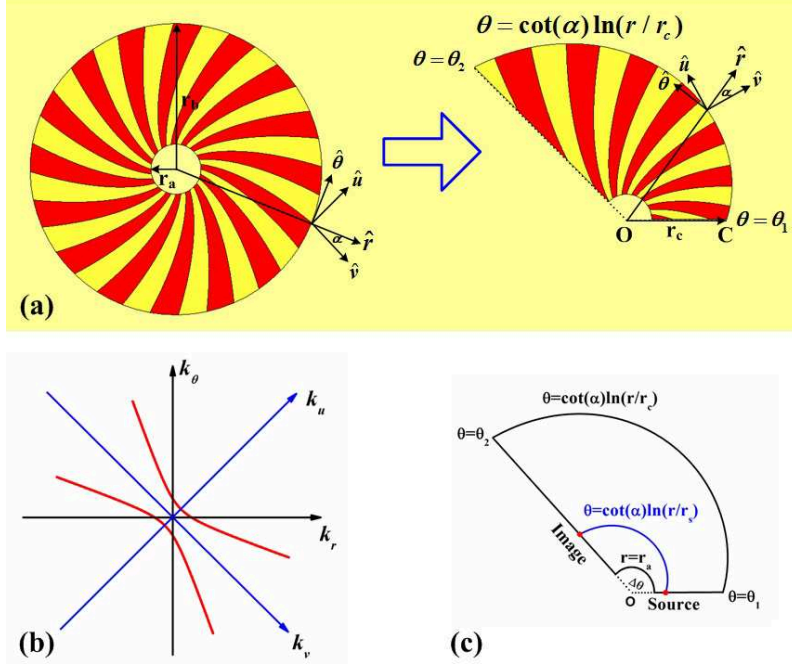 θ = cot(α)ln(r / r_c)
θ = θ₂
r_b
r_a
θ̂
û
r̂
α
v̂
û
θ̂
r̂
α
v̂
O
r_c
C
θ = θ₁
(a)
k_θ
k_u
k_r
k_v
(b)
θ=cot(α)ln(r/r_c)
θ=θ₂
θ=cot(α)ln(r/r_s)
Image
r=r_a
Δθ
O
Source
θ=θ₁
(c)